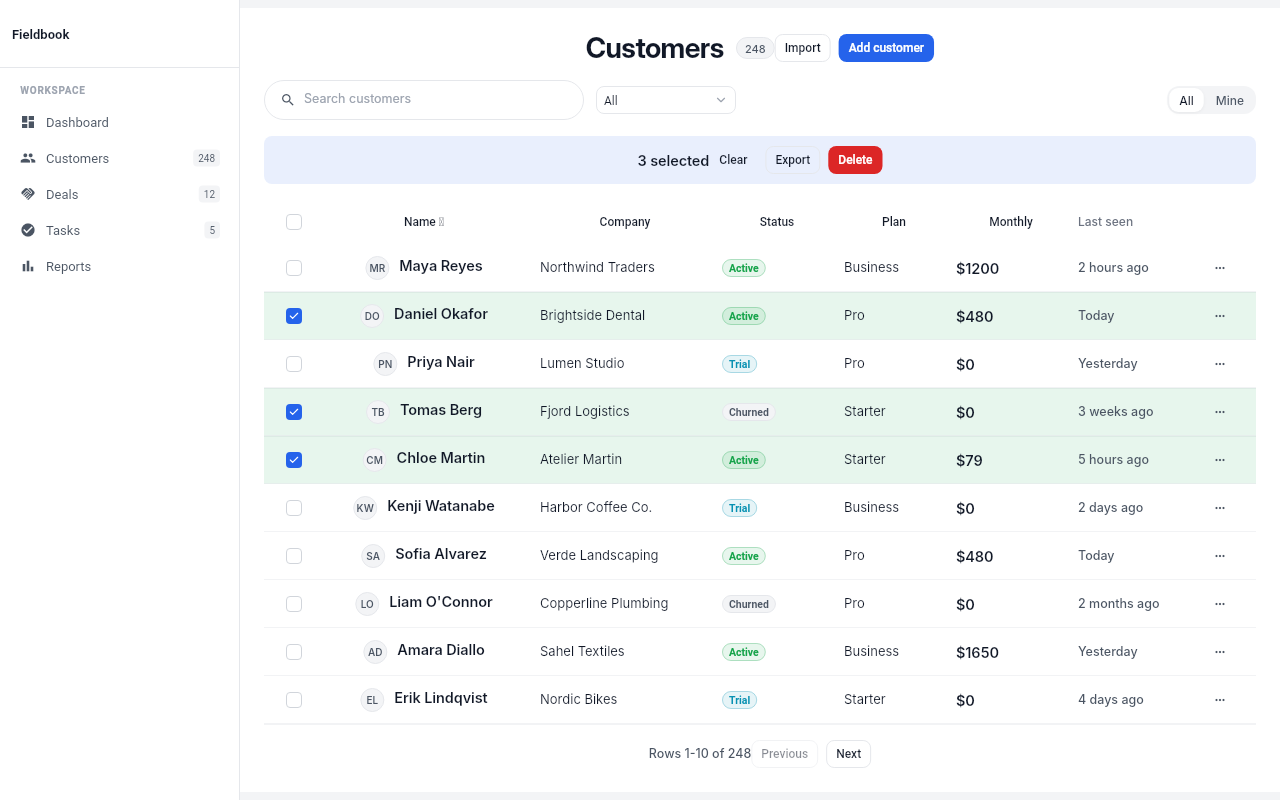 Fieldbook
WORKSPACE
Dashboard
Customers 248
Deals 12
Tasks 5
Reports
Customers 248 Import Add customer
Search customers All All Mine
3 selected Clear Export Delete
Name Company Status Plan Monthly Last seen
MR Maya Reyes Northwind Traders Active Business $1200 2 hours ago
DO Daniel Okafor Brightside Dental Active Pro $480 Today
PN Priya Nair Lumen Studio Trial Pro $0 Yesterday
TB Tomas Berg Fjord Logistics Churned Starter $0 3 weeks ago
CM Chloe Martin Atelier Martin Active Starter $79 5 hours ago
KW Kenji Watanabe Harbor Coffee Co. Trial Business $0 2 days ago
SA Sofia Alvarez Verde Landscaping Active Pro $480 Today
LO Liam O'Connor Copperline Plumbing Churned Pro $0 2 months ago
AD Amara Diallo Sahel Textiles Active Business $1650 Yesterday
EL Erik Lindqvist Nordic Bikes Trial Starter $0 4 days ago
Rows 1-10 of 248 Previous Next